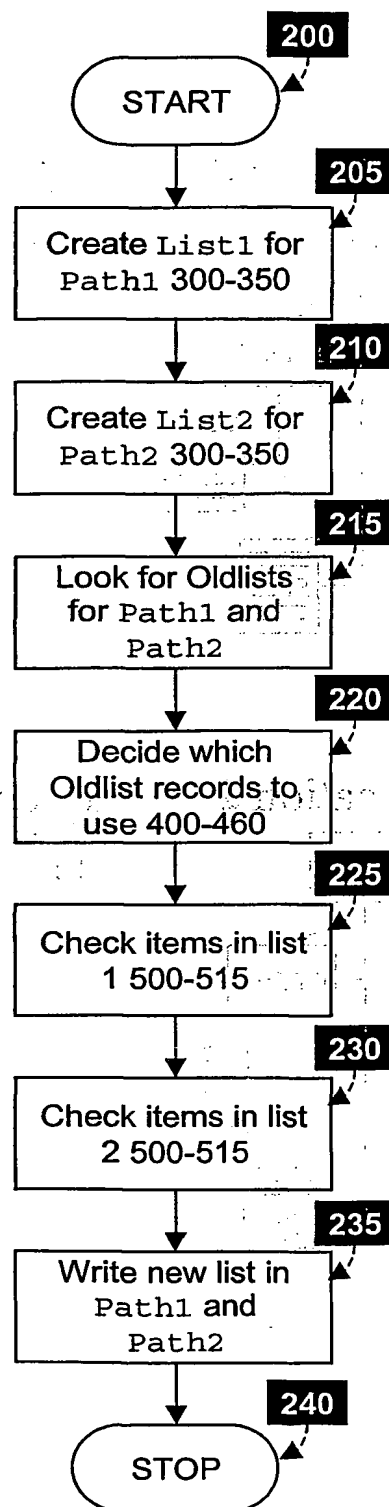 200
START
205
Create List1 for
Path1 300-350
210
Create List2 for
Path2 300-350
215
Look for Oldlists
for Path1 and
Path2
220
Decide which
Oldlist records to
use 400-460
225
Check items in list
1 500-515
230
Check items in list
2 500-515
235
Write new list in
Path1 and
Path2
240
STOP